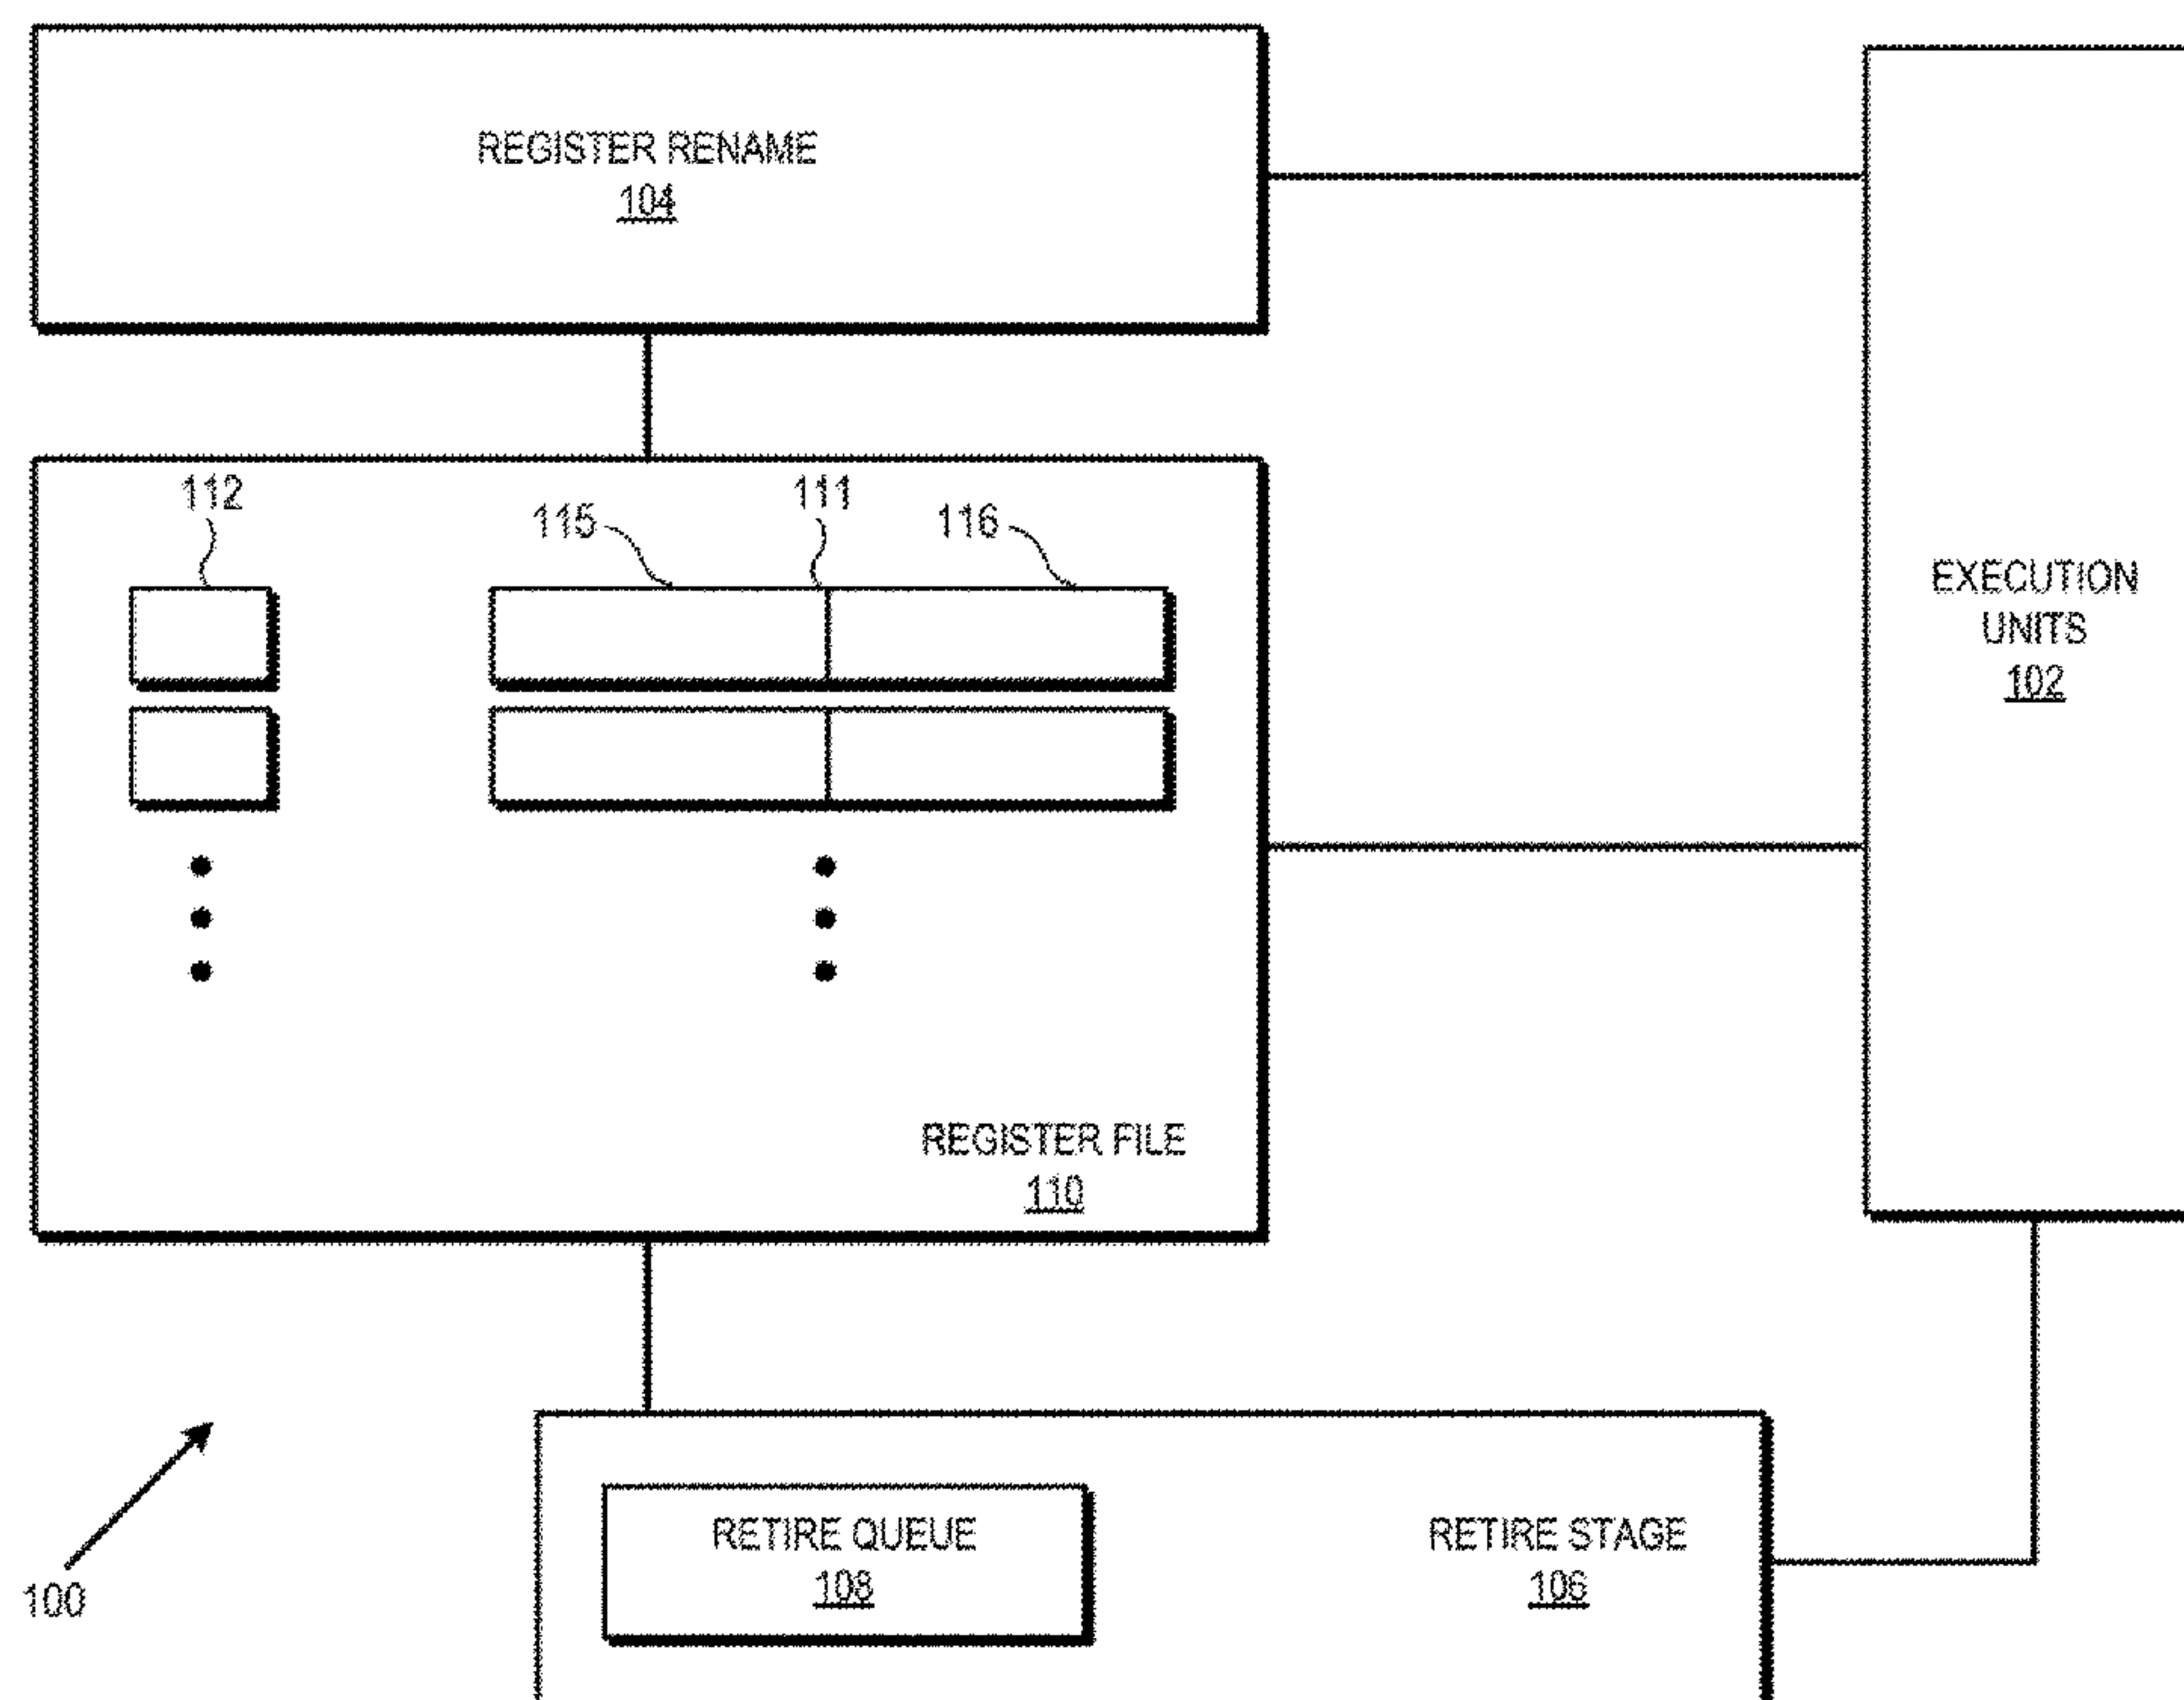 REGISTER RENAME
104
112
115
111
116
EXECUTION
UNITS
102
REGISTER FILE
110
RETIRE QUEUE
108
RETIRE STAGE
106
100